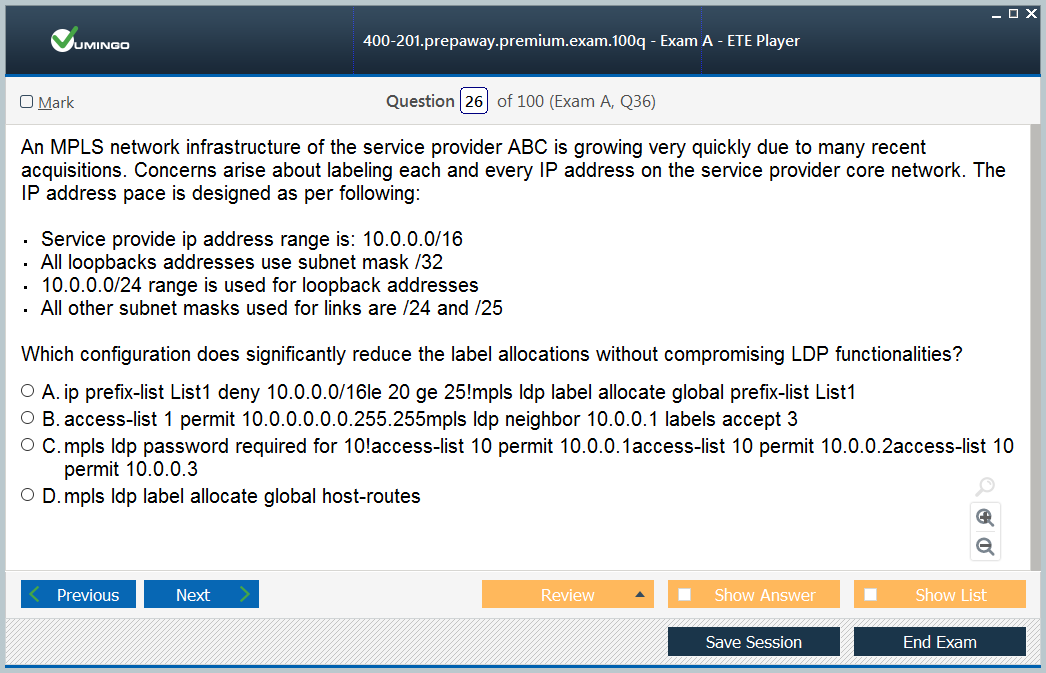 VUMINGO
400-201.prepaway.premium.exam.100q - Exam A - ETE Player
Mark
Question 26 of 100 (Exam A, Q36)
An MPLS network infrastructure of the service provider ABC is growing very quickly due to many recent
acquisitions. Concerns arise about labeling each and every IP address on the service provider core network. The
IP address pace is designed as per following:
· Service provide ip address range is: 10.0.0.0/16
· All loopbacks addresses use subnet mask /32
· 10.0.0.0/24 range is used for loopback addresses
· All other subnet masks used for links are /24 and /25
Which configuration does significantly reduce the label allocations without compromising LDP functionalities?
A. ip prefix-list List1 deny 10.0.0.0/16le 20 ge 25!mpls ldp label allocate global prefix-list List1
B. access-list 1 permit 10.0.0.0.0.0.255.255mpls ldp neighbor 10.0.0.1 labels accept 3
C. mpls ldp password required for 10!access-list 10 permit 10.0.0.1access-list 10 permit 10.0.0.2access-list 10
permit 10.0.0.3
D. mpls ldp label allocate global host-routes
Previous
Next
Review
Show Answer
Show List
Save Session
End Exam